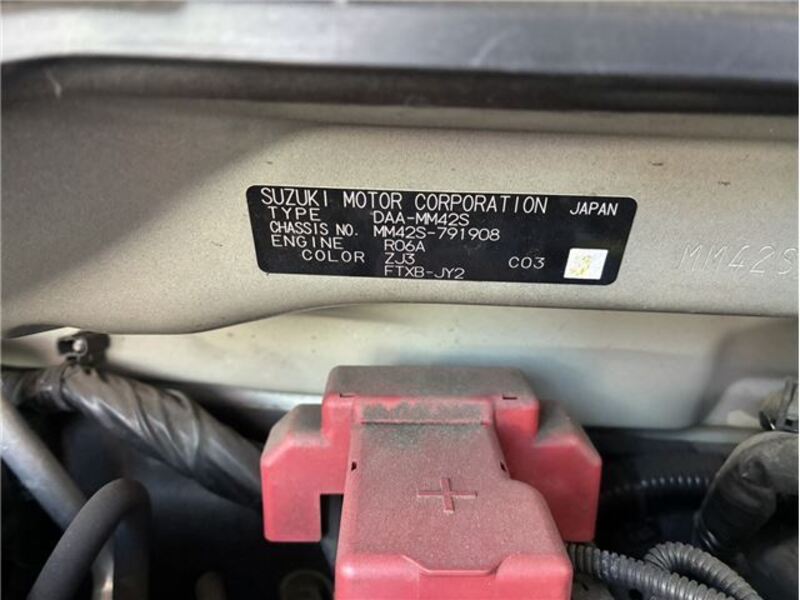 SUZUKI MOTOR CORPORATION JAPAN
TYPE DAA-MM42S
CHASSIS NO. MM42S-791908
ENGINE R06A
COLOR ZJ3 C03
FTXB-JY2
MM42S
+